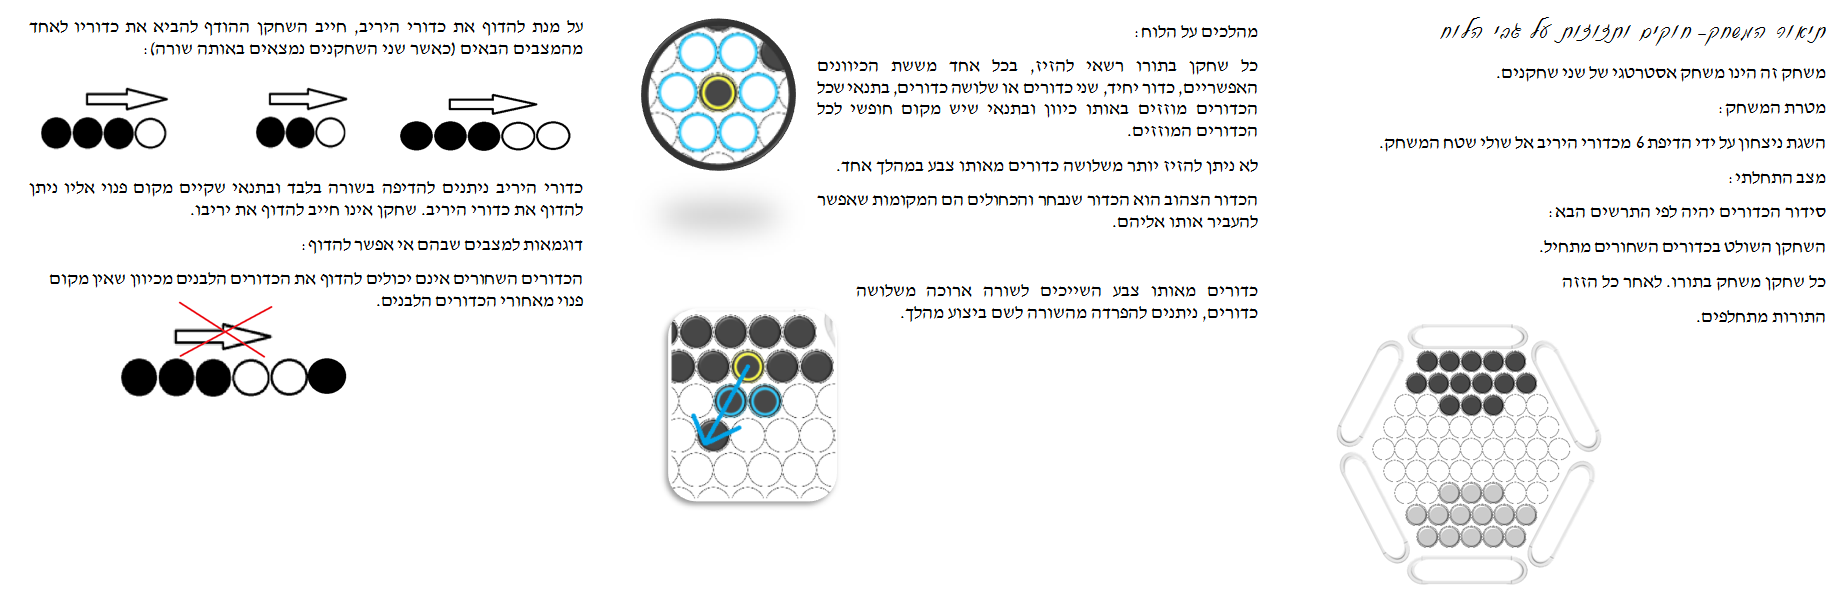 תיאור המשחק- חוקים ותזוזות על גבי הלוח
משחק זה הינו משחק אסטרטגי של שני שחקנים.
מטרת המשחק:
השגת ניצחון על ידי הדיפת 6 מכדורי היריב אל שולי שטח המשחק.
מצב התחלתי:
סידור הכדורים יהיה לפי התרשים הבא:
השחקן השולט בכדורים השחורים מתחיל.
כל שחקן משחק בתורו. לאחר כל הזזה
התורות מתחלפים.
מהלכים על הלוח:
כל שחקן בתורו רשאי להזיז, בכל אחד מששת הכיוונים
האפשריים, כדור יחיד, שני כדורים או שלושה כדורים, בתנאי שכל
הכדורים מוזזים באותו כיוון ובתנאי שיש מקום חופשי לכל
הכדורים המוזזים.
לא ניתן להזיז יותר משלושה כדורים מאותו צבע במהלך אחד.
הכדור הצהוב הוא הכדור שנבחר והכחולים הם המקומות שאפשר
להעביר אותו אליהם.
כדורים מאותו צבע השייכים לשורה ארוכה משלושה
כדורים, ניתנים להפרדה מהשורה לשם ביצוע מהלך.
על מנת להדוף את כדורי היריב, חייב השחקן ההודף להביא את כדוריו לאחד
מהמצבים הבאים (כאשר שני השחקנים נמצאים באותה שורה):
כדורי היריב ניתנים להדיפה בשורה בלבד ובתנאי שקיים מקום פנוי אליו ניתן
להדוף את כדורי היריב. שחקן אינו חייב להדוף את יריבו.
דוגמאות למצבים שבהם אי אפשר להדוף:
הכדורים השחורים אינם יכולים להדוף את הכדורים הלבנים מכיוון שאין מקום
פנוי מאחורי הכדורים הלבנים.